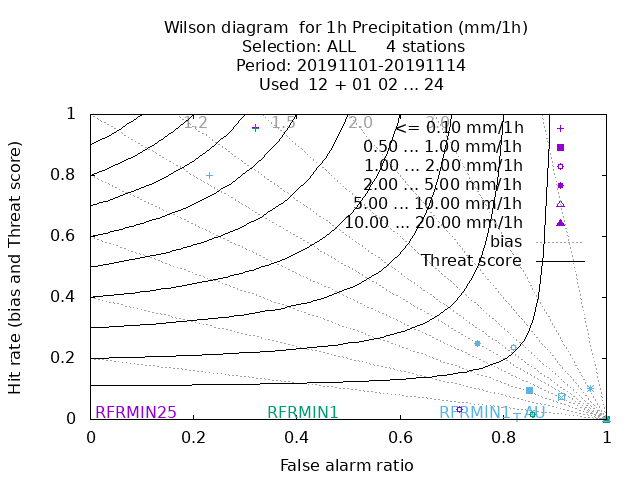 Wilson diagram for 1h Precipitation (mm/1h)
Selection: ALL 4 stations
Period: 20191101-20191114
Used 12 + 01 02 ... 24
1.2 1.5 2.0 3.0
<= 0.10 mm/1h
0.50 ... 1.00 mm/1h
1.00 ... 2.00 mm/1h
2.00 ... 5.00 mm/1h
5.00 ... 10.00 mm/1h
10.00 ... 20.00 mm/1h
bias
Threat score
Hit rate (bias and Threat score)
1
0.8
0.6
0.4
0.2
0
RFRMIN25 RFRMIN1 RFRMIN1-AU
0 0.2 0.4 0.6 0.8 1
False alarm ratio